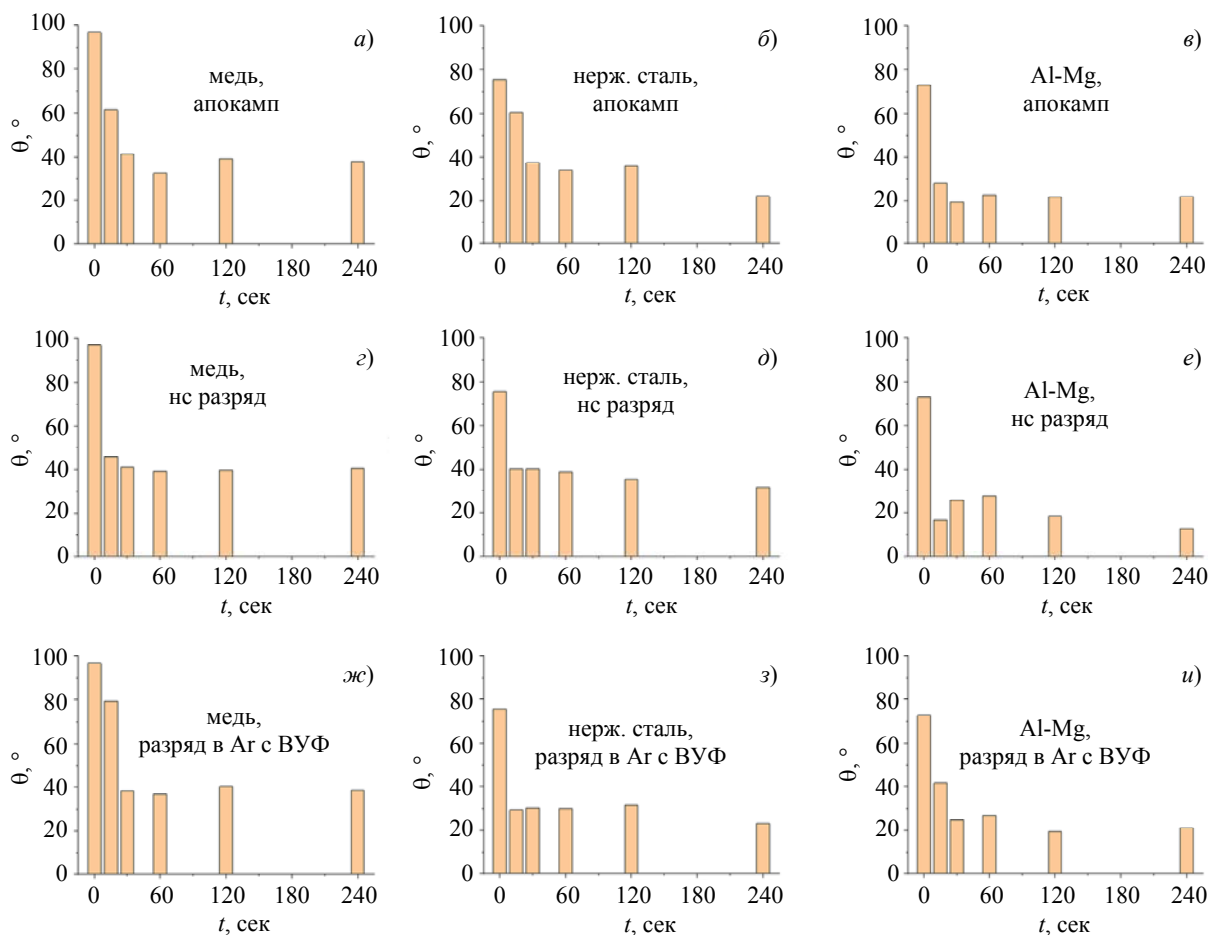 а)
медь,
апокамп
θ, °
100
80
60
40
20
0
0 60 120 180 240
t, сек
б)
нерж. сталь,
апокамп
θ, °
100
80
60
40
20
0
0 60 120 180 240
t, сек
в)
Al-Mg,
апокамп
θ, °
100
80
60
40
20
0
0 60 120 180 240
t, сек
г)
медь,
нс разряд
θ, °
100
80
60
40
20
0
0 60 120 180 240
t, сек
д)
нерж. сталь,
нс разряд
θ, °
100
80
60
40
20
0
0 60 120 180 240
t, сек
е)
Al-Mg,
нс разряд
θ, °
100
80
60
40
20
0
0 60 120 180 240
t, сек
ж)
медь,
разряд в Ar с ВУФ
θ, °
100
80
60
40
20
0
0 60 120 180 240
t, сек
з)
нерж. сталь,
разряд в Ar с ВУФ
θ, °
100
80
60
40
20
0
0 60 120 180 240
t, сек
и)
Al-Mg,
разряд в Ar с ВУФ
θ, °
100
80
60
40
20
0
0 60 120 180 240
t, сек